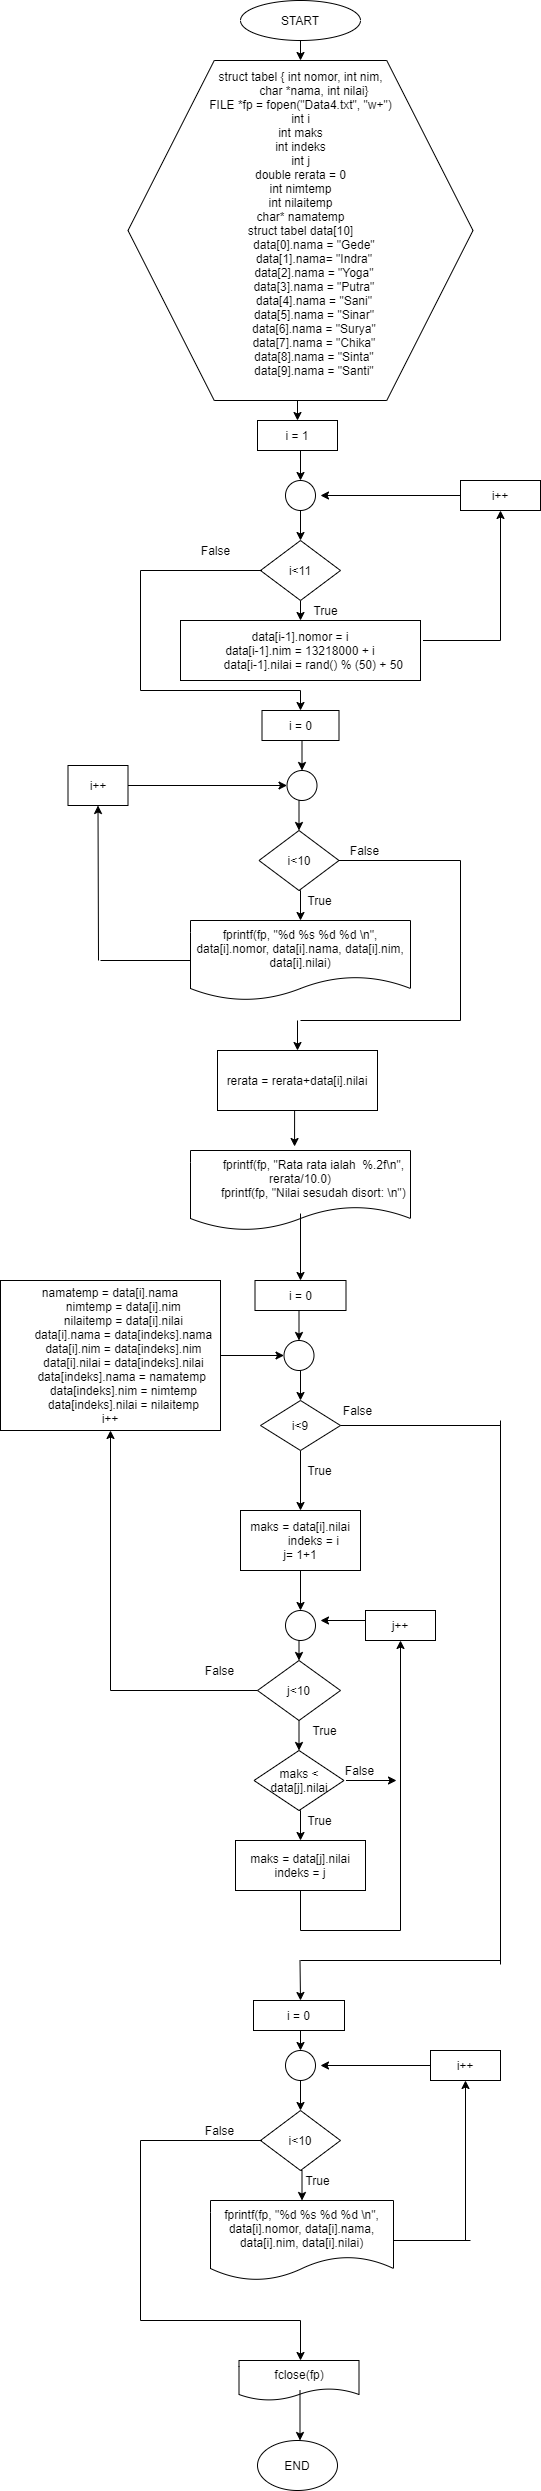 START
struct tabel { int nomor, int nim,
char *nama, int nilai}
FILE *fp = fopen("Data4.txt", "w+")
int i
int maks
int indeks
int j
double rerata = 0
int nimtemp
int nilaitemp
char* namatemp
struct tabel data[10]
data[0].nama = "Gede"
data[1].nama= "Indra"
data[2].nama = "Yoga"
data[3].nama = "Putra"
data[4].nama = "Sani"
data[5].nama = "Sinar"
data[6].nama = "Surya"
data[7].nama = "Chika"
data[8].nama = "Sinta"
data[9].nama = "Santi"
i = 1
i++
False
i<11
True
data[i-1].nomor = i
data[i-1].nim = 13218000 + i
data[i-1].nilai = rand() % (50) + 50
i = 0
i++
i<10
False
True
fprintf(fp, "%d %s %d %d \n",
data[i].nomor, data[i].nama, data[i].nim,
data[i].nilai)
rerata = rerata+data[i].nilai
fprintf(fp, "Rata rata ialah  %.2f\n",
rerata/10.0)
fprintf(fp, "Nilai sesudah disort: \n")
i = 0
namatemp = data[i].nama
nimtemp = data[i].nim
nilaitemp = data[i].nilai
data[i].nama = data[indeks].nama
data[i].nim = data[indeks].nim
data[i].nilai = data[indeks].nilai
data[indeks].nama = namatemp
data[indeks].nim = nimtemp
data[indeks].nilai = nilaitemp
i++
i<9
False
True
maks = data[i].nilai
indeks = i
j= 1+1
j++
False
j<10
True
maks <
data[j].nilai
False
True
maks = data[j].nilai
indeks = j
i = 0
i++
False
i<10
True
fprintf(fp, "%d %s %d %d \n",
data[i].nomor, data[i].nama,
data[i].nim, data[i].nilai)
fclose(fp)
END